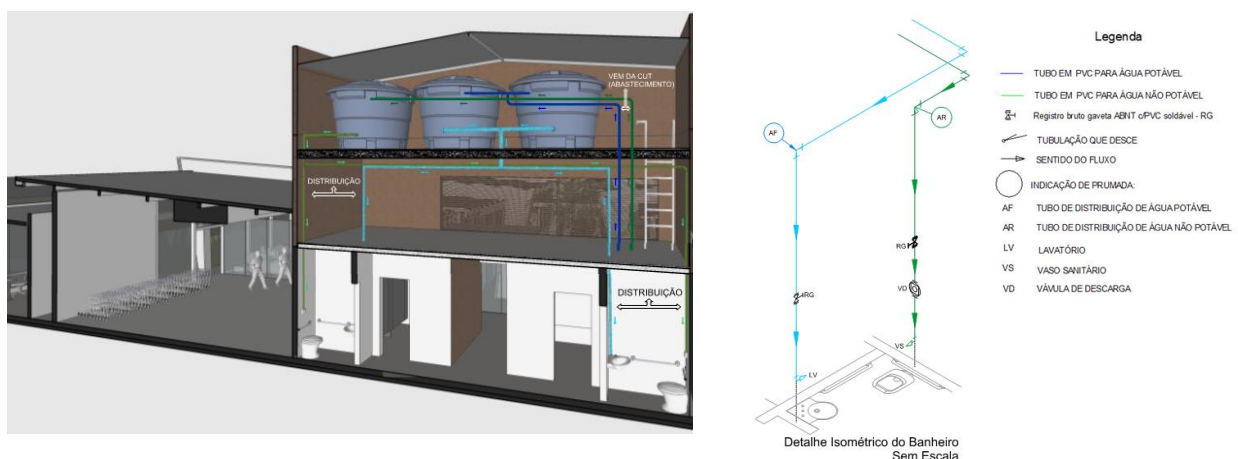 VEM DA CUT
(ABASTECIMENTO)
DISTRIBUIÇÃO
DISTRIBUIÇÃO
AF
AR
RG
RG
VD
VS
LV
Detalhe Isométrico do Banheiro
Sem Escala
Legenda
TUBO EM PVC PARA ÁGUA POTÁVEL
TUBO EM PVC PARA ÁGUA NÃO POTÁVEL
Registro bruto gaveta ABNT c/PVC soldável - RG
TUBULAÇÃO QUE DESCE
SENTIDO DO FLUXO
INDICAÇÃO DE PRUMADA:
AF TUBO DE DISTRIBUIÇÃO DE ÁGUA POTÁVEL
AR TUBO DE DISTRIBUIÇÃO DE ÁGUA NÃO POTÁVEL
LV LAVATÓRIO
VS VASO SANITÁRIO
VD VÁVULA DE DESCARGA